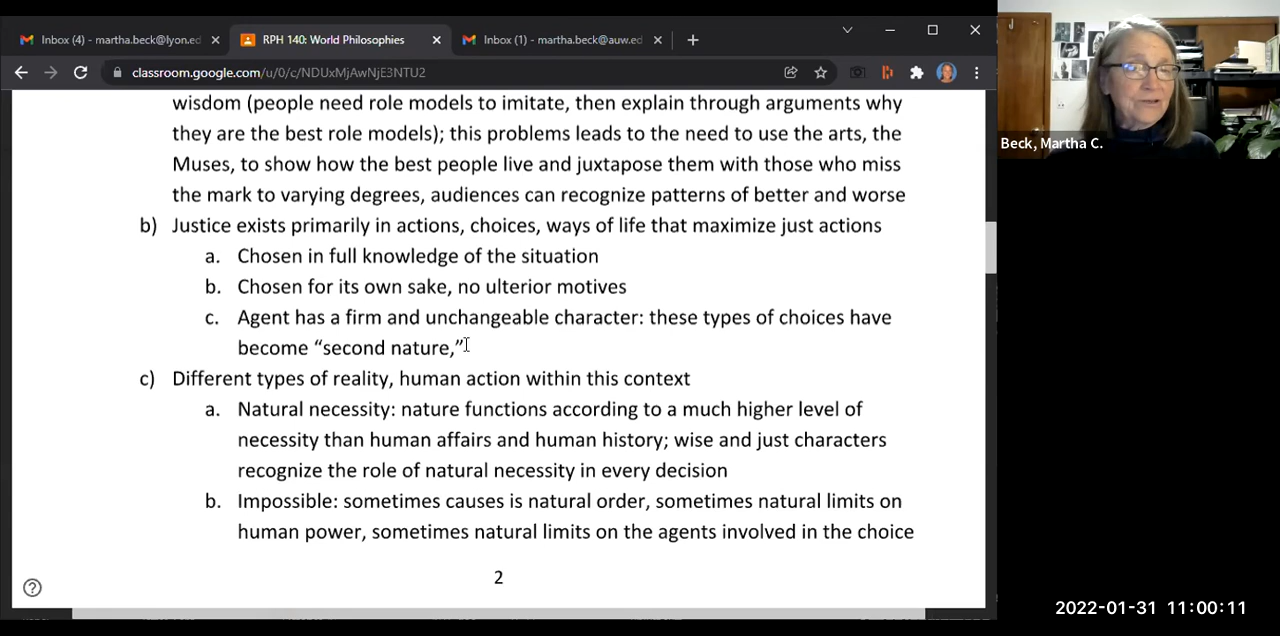 Inbox (4) - martha.beck@lyon.ed
RPH 140: World Philosophies
Inbox (1) - martha.beck@auw.ed
classroom.google.com/u/0/c/NDUxMjAwNjE3NTU2
wisdom (people need role models to imitate, then explain through arguments why
they are the best role models); this problems leads to the need to use the arts, the
Muses, to show how the best people live and juxtapose them with those who miss
the mark to varying degrees, audiences can recognize patterns of better and worse
b) Justice exists primarily in actions, choices, ways of life that maximize just actions
a. Chosen in full knowledge of the situation
b. Chosen for its own sake, no ulterior motives
c. Agent has a firm and unchangeable character: these types of choices have
become “second nature,”
c) Different types of reality, human action within this context
a. Natural necessity: nature functions according to a much higher level of
necessity than human affairs and human history; wise and just characters
recognize the role of natural necessity in every decision
b. Impossible: sometimes causes is natural order, sometimes natural limits on
human power, sometimes natural limits on the agents involved in the choice
2
Beck, Martha C.
2022-01-31 11:00:11